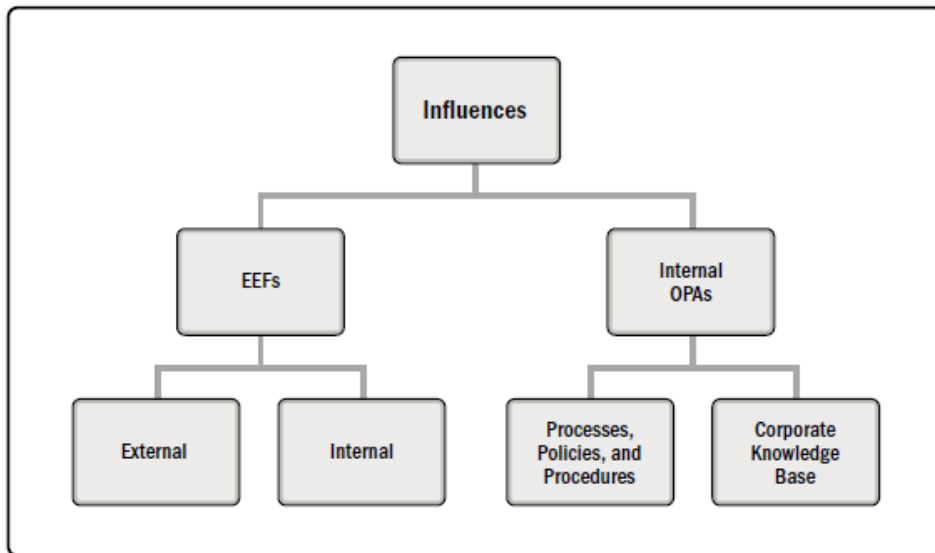 Influences
EEFs
Internal
OPAs
External
Internal
Processes,
Policies, and
Procedures
Corporate
Knowledge
Base